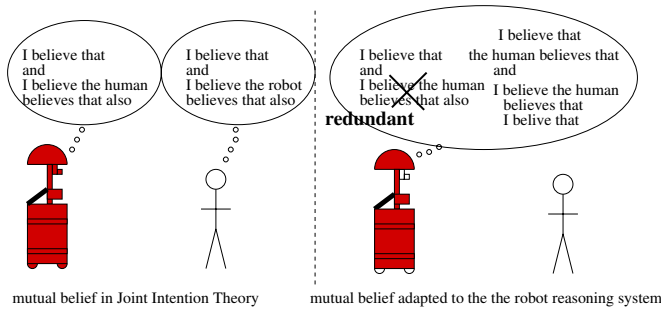 I believe that
and
I believe the human
believes that also
I believe that
and
I believe the robot
believes that also
I believe that
and
I believe the human
believes that also
redundant
I believe that
the human believes that
and
I believe the human
believes that
I belive that
mutual belief in Joint Intention Theory
mutual belief adapted to the the robot reasoning system